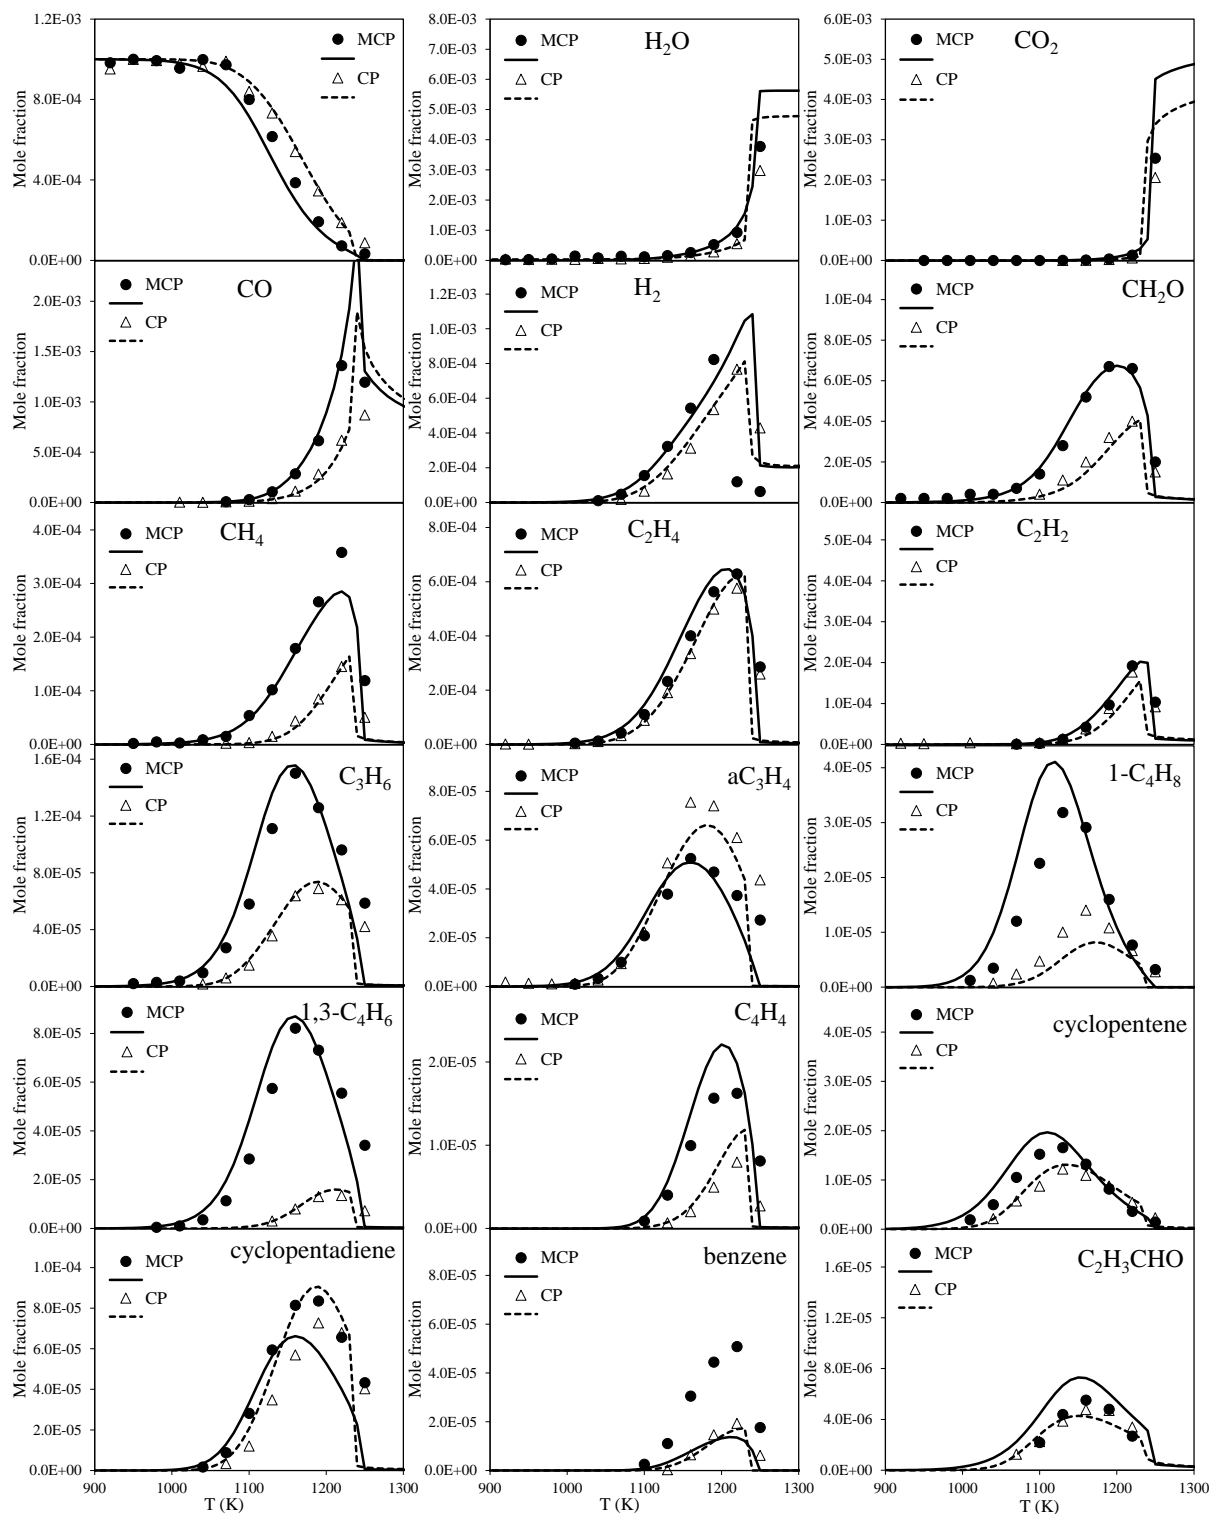 1.2E-03
8.0E-04
4.0E-04
0.0E+00
Mole fraction
MCP
CP
8.0E-03
7.0E-03
6.0E-03
5.0E-03
4.0E-03
3.0E-03
2.0E-03
1.0E-03
0.0E+00
Mole fraction
MCP
CP
H2O
6.0E-03
5.0E-03
4.0E-03
3.0E-03
2.0E-03
1.0E-03
0.0E+00
Mole fraction
MCP
CP
CO2
2.0E-03
1.5E-03
1.0E-03
5.0E-04
0.0E+00
Mole fraction
MCP
CP
CO
1.2E-03
1.0E-03
8.0E-04
6.0E-04
4.0E-04
2.0E-04
0.0E+00
Mole fraction
MCP
CP
H2
1.0E-04
8.0E-05
6.0E-05
4.0E-05
2.0E-05
0.0E+00
Mole fraction
MCP
CP
CH2O
4.0E-04
3.0E-04
2.0E-04
1.0E-04
0.0E+00
Mole fraction
MCP
CP
CH4
8.0E-04
6.0E-04
4.0E-04
2.0E-04
0.0E+00
Mole fraction
MCP
CP
C2H4
5.0E-04
4.0E-04
3.0E-04
2.0E-04
1.0E-04
0.0E+00
Mole fraction
MCP
CP
C2H2
1.6E-04
1.2E-04
8.0E-05
4.0E-05
0.0E+00
Mole fraction
MCP
CP
C3H6
8.0E-05
6.0E-05
4.0E-05
2.0E-05
0.0E+00
Mole fraction
MCP
CP
aC3H4
4.0E-05
3.0E-05
2.0E-05
1.0E-05
0.0E+00
Mole fraction
MCP
CP
1-C4H8
8.0E-05
6.0E-05
4.0E-05
2.0E-05
0.0E+00
Mole fraction
MCP
CP
1,3-C4H6
2.0E-05
1.0E-05
0.0E+00
Mole fraction
MCP
CP
C4H4
4.0E-05
3.0E-05
2.0E-05
1.0E-05
0.0E+00
Mole fraction
MCP
CP
cyclopentene
1.0E-04
8.0E-05
6.0E-05
4.0E-05
2.0E-05
0.0E+00
Mole fraction
MCP
CP
cyclopentadiene
900 1000 1100 1200 1300
T (K)
8.0E-05
6.0E-05
4.0E-05
2.0E-05
0.0E+00
Mole fraction
MCP
CP
benzene
900 1000 1100 1200 1300
T (K)
1.6E-05
1.2E-05
8.0E-06
4.0E-06
0.0E+00
Mole fraction
MCP
CP
C2H3CHO
900 1000 1100 1200 1300
T (K)